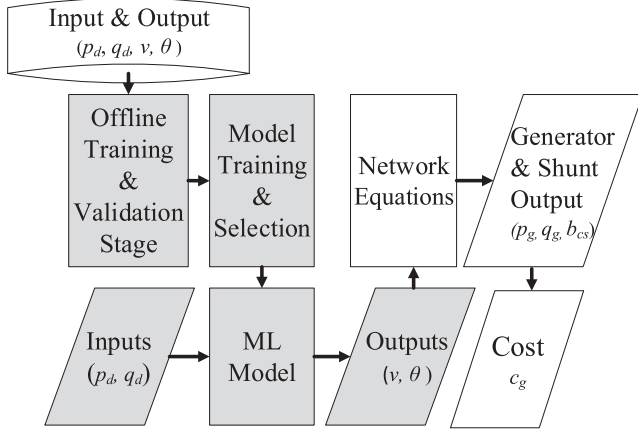 Input & Output
(p_d, q_d, v, θ )
Offline
Training
&
Validation
Stage
Model
Training
&
Selection
Network
Equations
Generator
& Shunt
Output
(p_g, q_g, b_cs)
Inputs
(p_d, q_d)
ML
Model
Outputs
(v, θ )
Cost
c_g